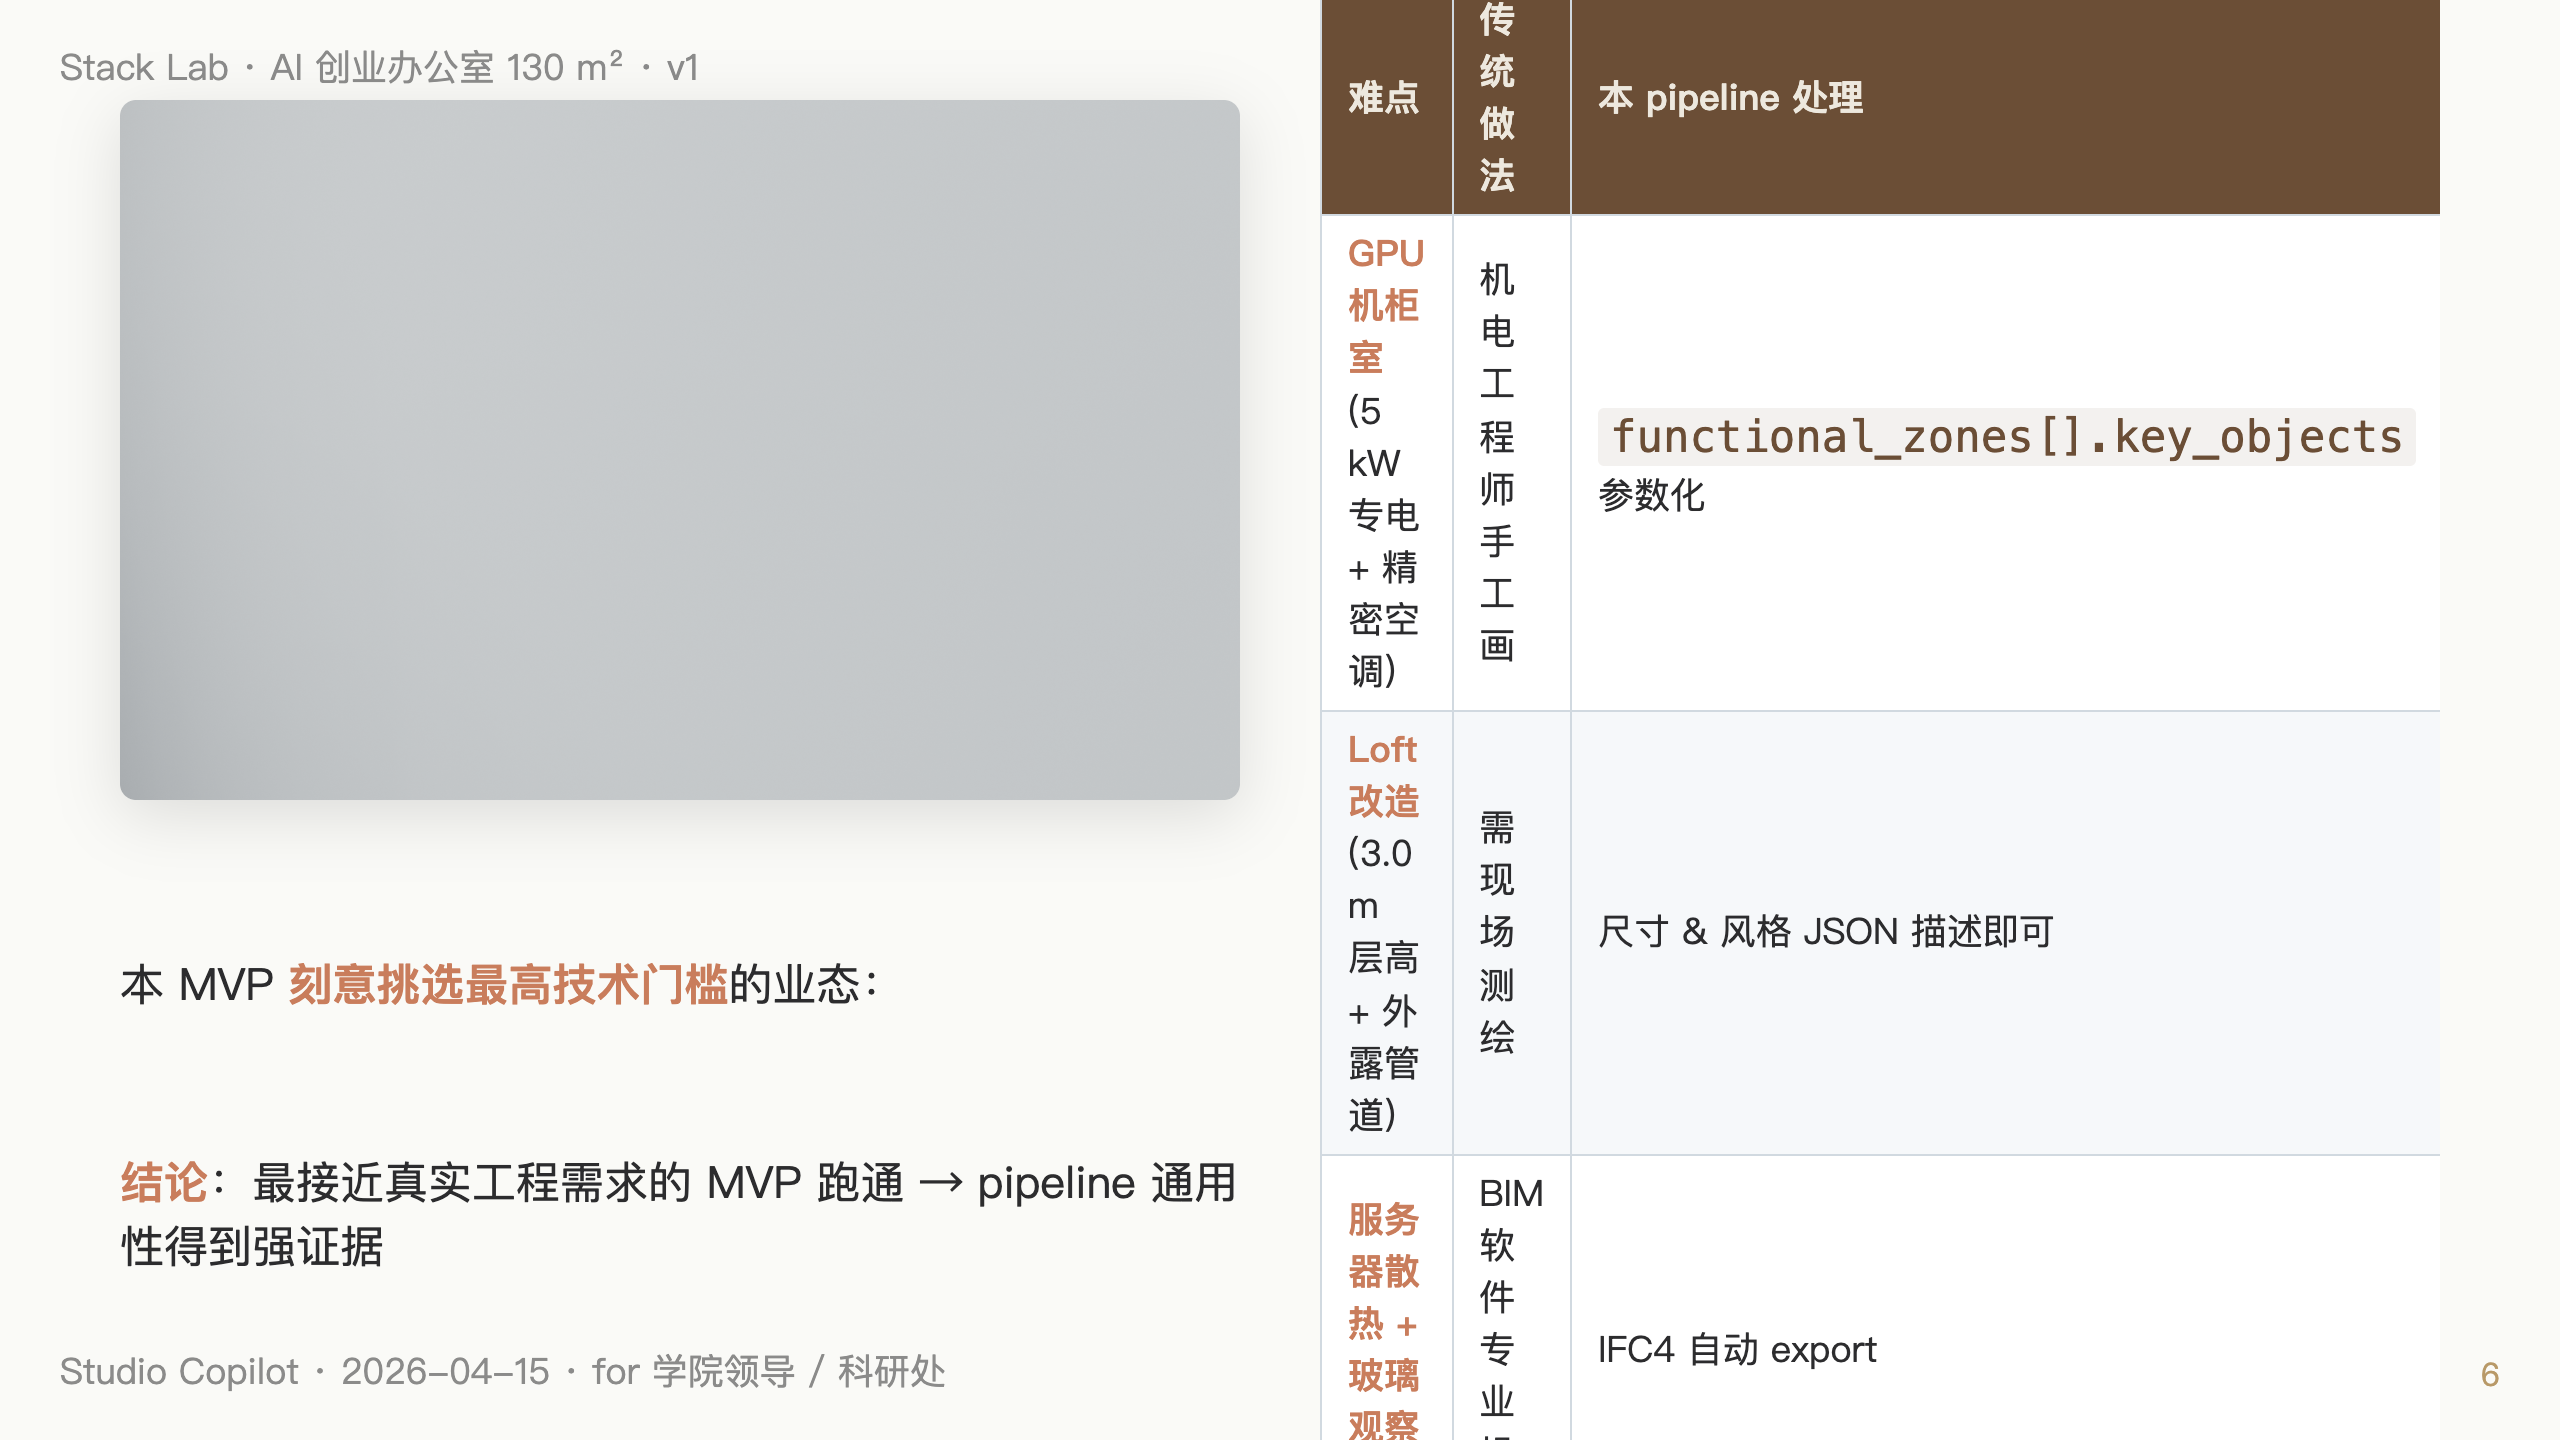 Stack Lab · AI 创业办公室 130 m² · v1
本 MVP 刻意挑选最高技术门槛的业态：
结论：最接近真实工程需求的 MVP 跑通 → pipeline 通用
性得到强证据
难点
传
统
做
法
本 pipeline 处理
GPU
机柜
室
(5
kW
专电
+ 精
密空
调)
机
电
工
程
师
手
工
画
functional_zones[].key_objects
参数化
Loft
改造
(3.0
m
层高
+ 外
露管
道)
需
现
场
测
绘
尺寸 & 风格 JSON 描述即可
服务
器散
热 +
玻璃
观察
BIM
软
件
专
业
IFC4 自动 export
Studio Copilot · 2026-04-15 · for 学院领导 / 科研处
6